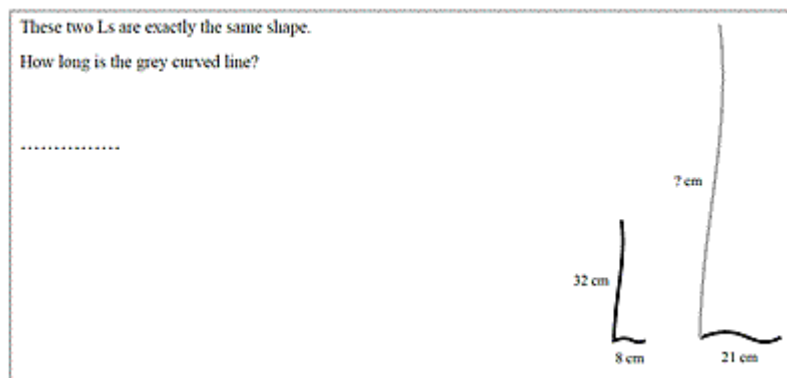 These two Ls are exactly the same shape.
How long is the grey curved line?
...............
? cm
32 cm
8 cm
21 cm